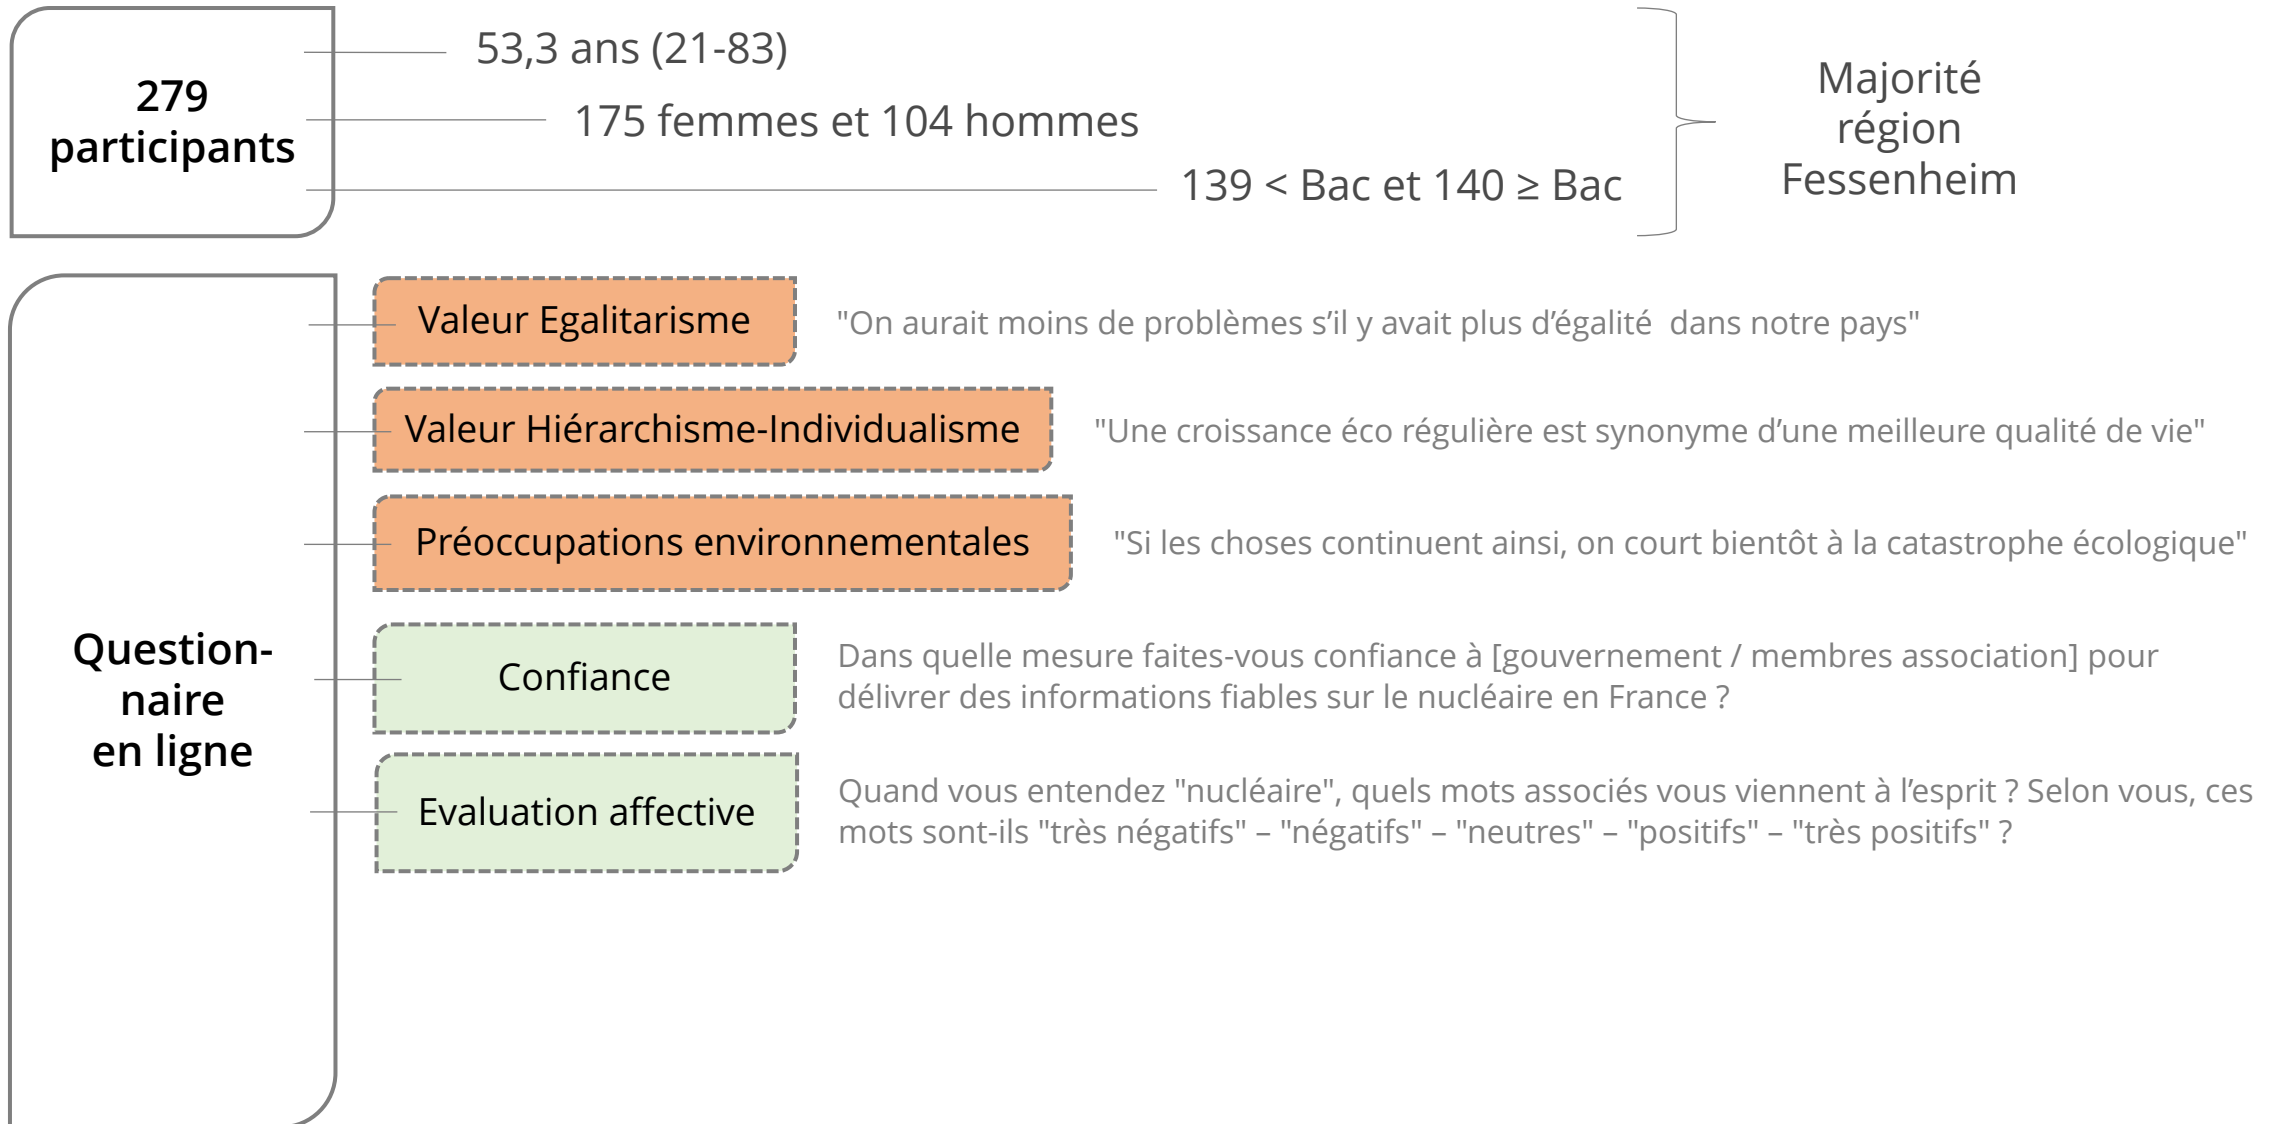 279
participants
53,3 ans (21-83)
175 femmes et 104 hommes
139 < Bac et 140 ≥ Bac
Majorité
région
Fessenheim
Question-
naire
en ligne
Valeur Egalitarisme
"On aurait moins de problèmes s’il y avait plus d’égalité  dans notre pays"
Valeur Hiérarchisme-Individualisme
"Une croissance éco régulière est synonyme d’une meilleure qualité de vie"
Préoccupations environnementales
"Si les choses continuent ainsi, on court bientôt à la catastrophe écologique"
Confiance
Dans quelle mesure faites-vous confiance à [gouvernement / membres association] pour
délivrer des informations fiables sur le nucléaire en France ?
Evaluation affective
Quand vous entendez "nucléaire", quels mots associés vous viennent à l’esprit ? Selon vous, ces
mots sont-ils "très négatifs" – "négatifs" – "neutres" – "positifs" – "très positifs" ?